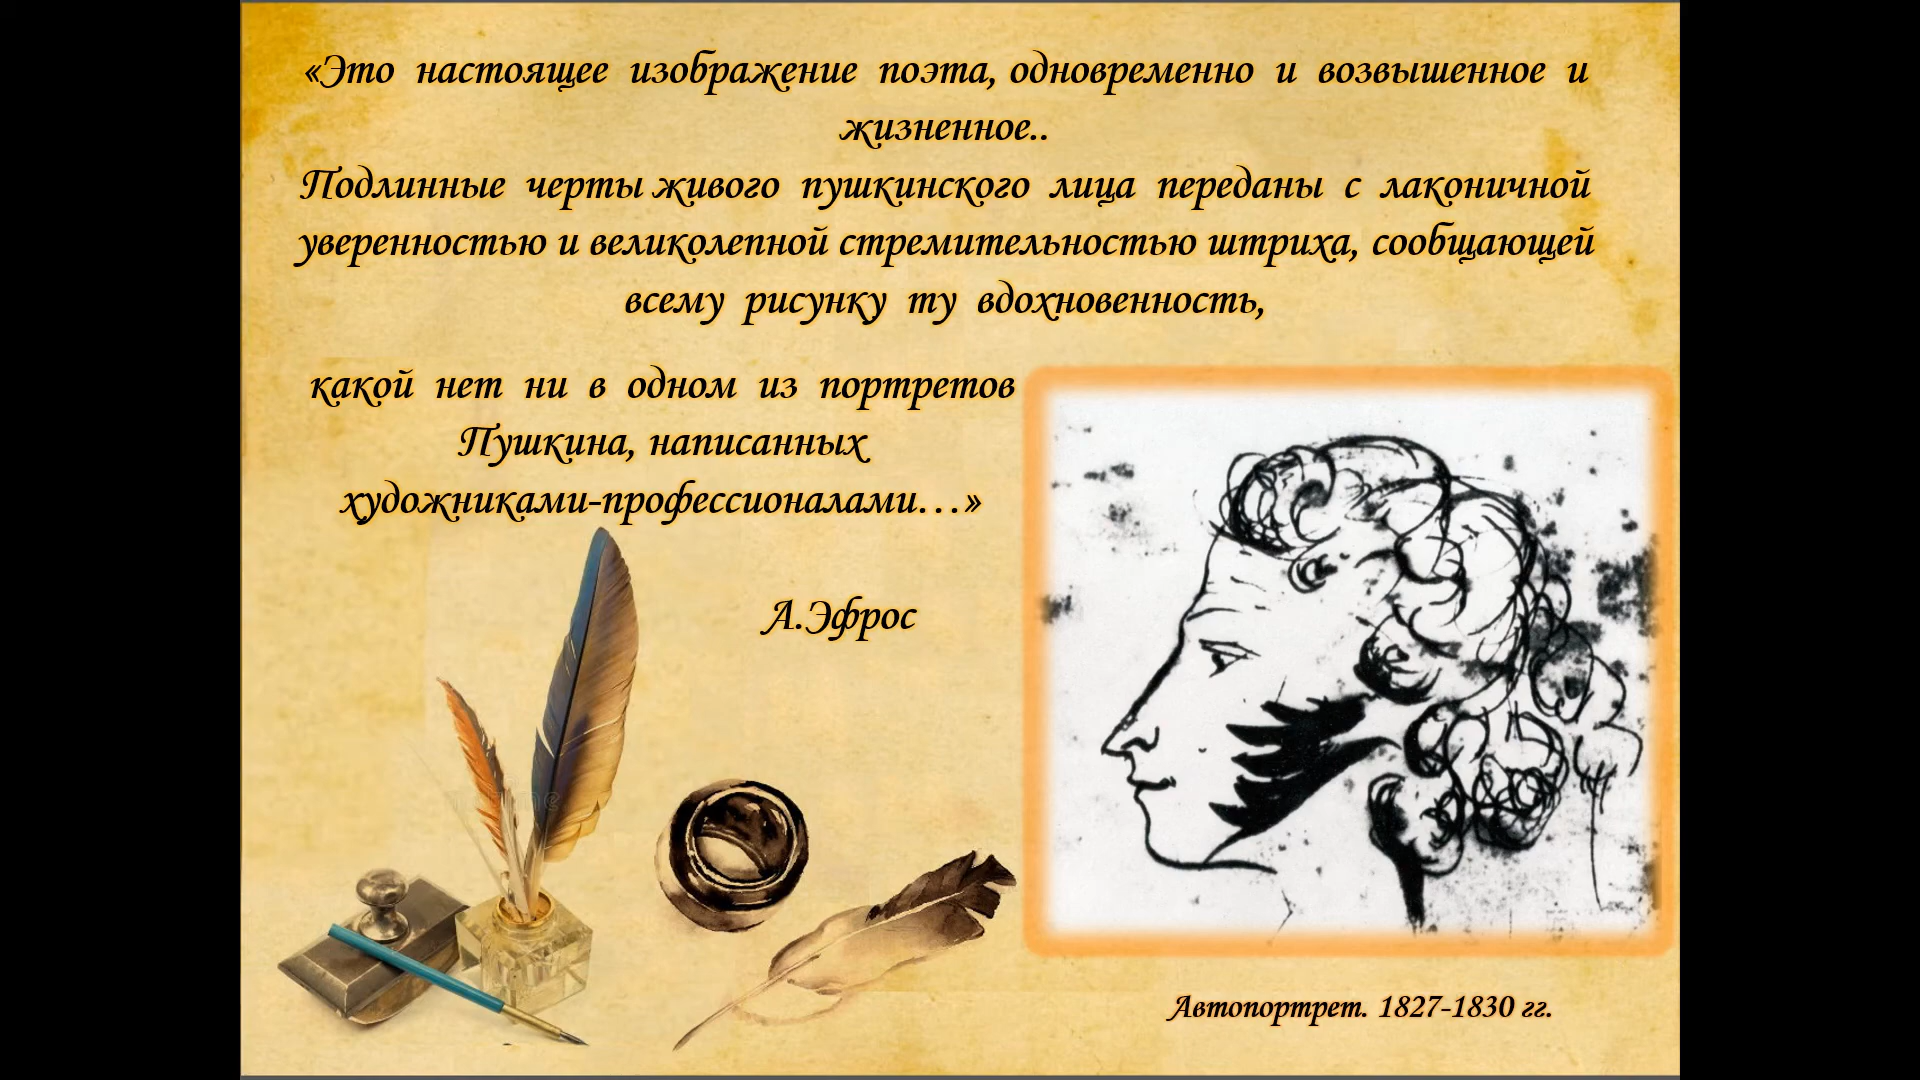 «Это настоящее изображение поэта, одновременно и возвышенное и
жизненное..
Подлинные черты живого пушкинского лица переданы с лаконичной
уверенностью и великолепной стремительностью штриха, сообщающей
всему рисунку ту вдохновенность,
какой нет ни в одном из портретов
Пушкина, написанных
художниками-профессионалами…»
А.Эфрос
Автопортрет. 1827-1830 гг.